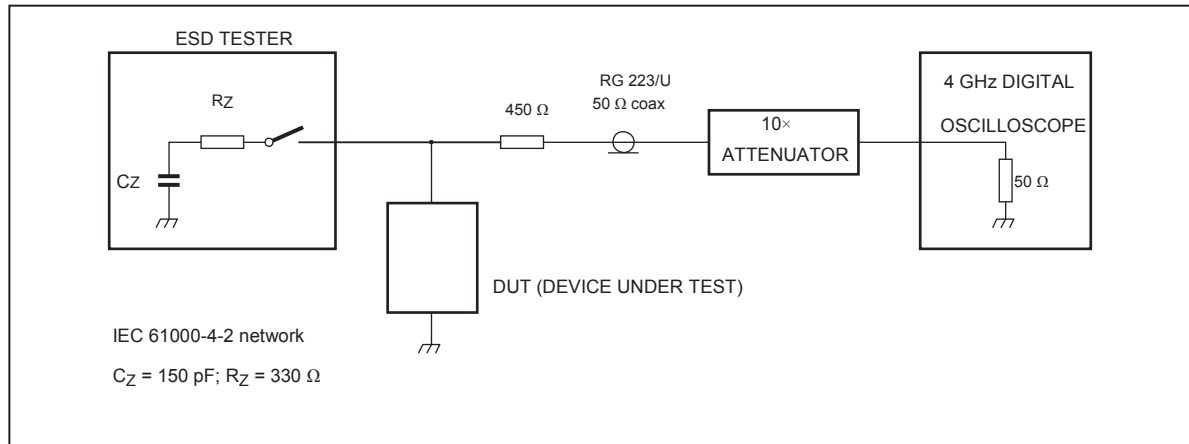 ESD TESTER
RZ
CZ
450 Ω
RG 223/U
50 Ω coax
10×
ATTENUATOR
4 GHz DIGITAL
OSCILLOSCOPE
50 Ω
DUT (DEVICE UNDER TEST)
IEC 61000-4-2 network
CZ = 150 pF; RZ = 330 Ω